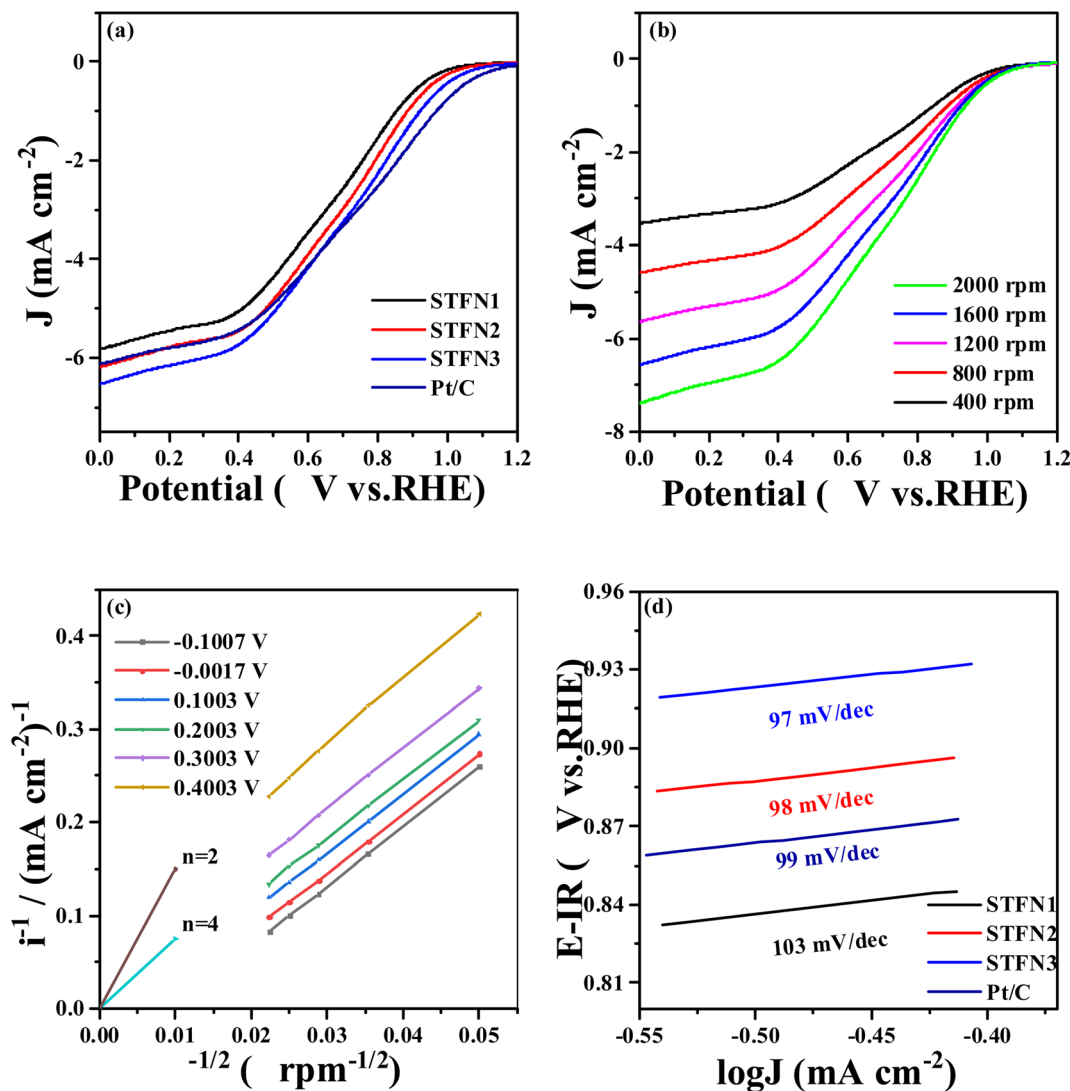 (a)
0
-2
-4
-6
J (mA cm⁻²)
STFN1
STFN2
STFN3
Pt/C
0.0 0.2 0.4 0.6 0.8 1.0 1.2
Potential ( V vs.RHE)
(b)
0
-2
-4
-6
-8
J (mA cm⁻²)
2000 rpm
1600 rpm
1200 rpm
800 rpm
400 rpm
0.0 0.2 0.4 0.6 0.8 1.0 1.2
Potential ( V vs.RHE)
(c)
0.4
0.3
0.2
0.1
0.0
i⁻¹ / (mA cm⁻²)⁻¹
-0.1007 V
-0.0017 V
0.1003 V
0.2003 V
0.3003 V
0.4003 V
n=2
n=4
0.00 0.01 0.02 0.03 0.04 0.05
⁻¹/² ( rpm⁻¹/²)
(d)
0.96
0.93
0.90
0.87
0.84
0.81
E-IR ( V vs.RHE)
97 mV/dec
98 mV/dec
99 mV/dec
103 mV/dec
STFN1
STFN2
STFN3
Pt/C
-0.55 -0.50 -0.45 -0.40
logJ (mA cm⁻²)